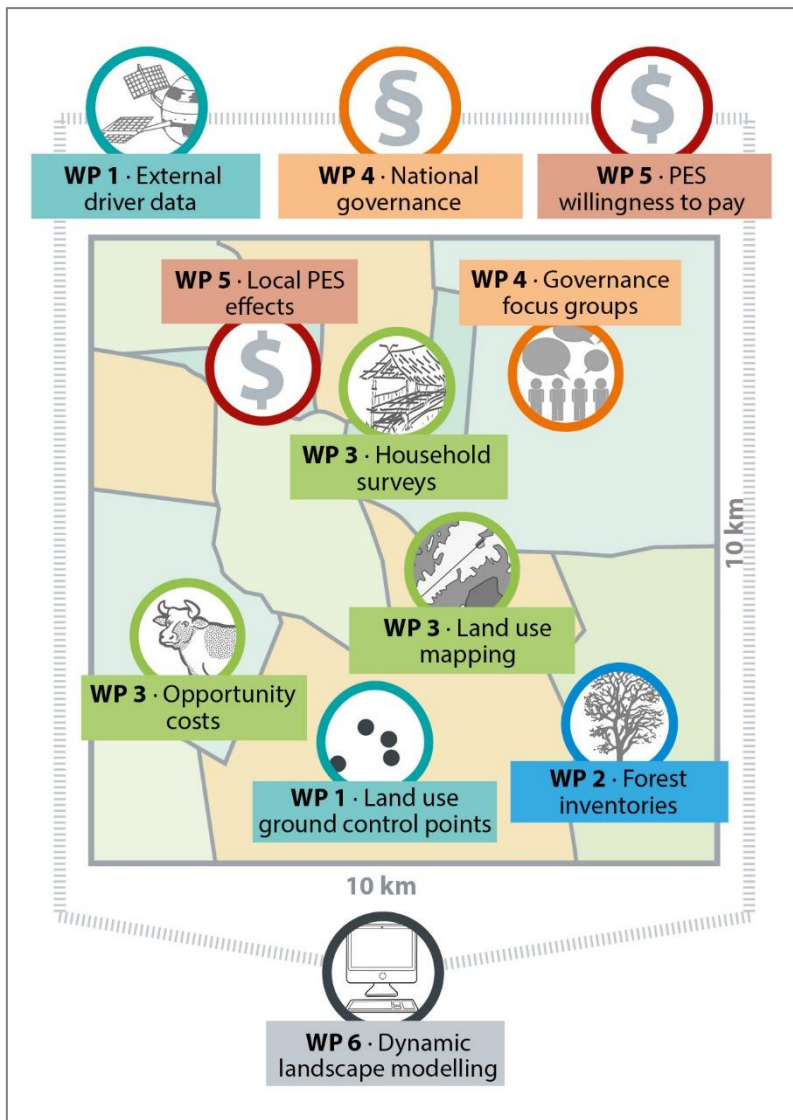 WP 1 · External
driver data
WP 4 · National
governance
WP 5 · PES
willingness to pay
WP 5 · Local PES
effects
WP 4 · Governance
focus groups
WP 3 · Household
surveys
WP 3 · Land use
mapping
WP 3 · Opportunity
costs
WP 1 · Land use
ground control points
WP 2 · Forest
inventories
10 km
10 km
WP 6 · Dynamic
landscape modelling
§
$
$